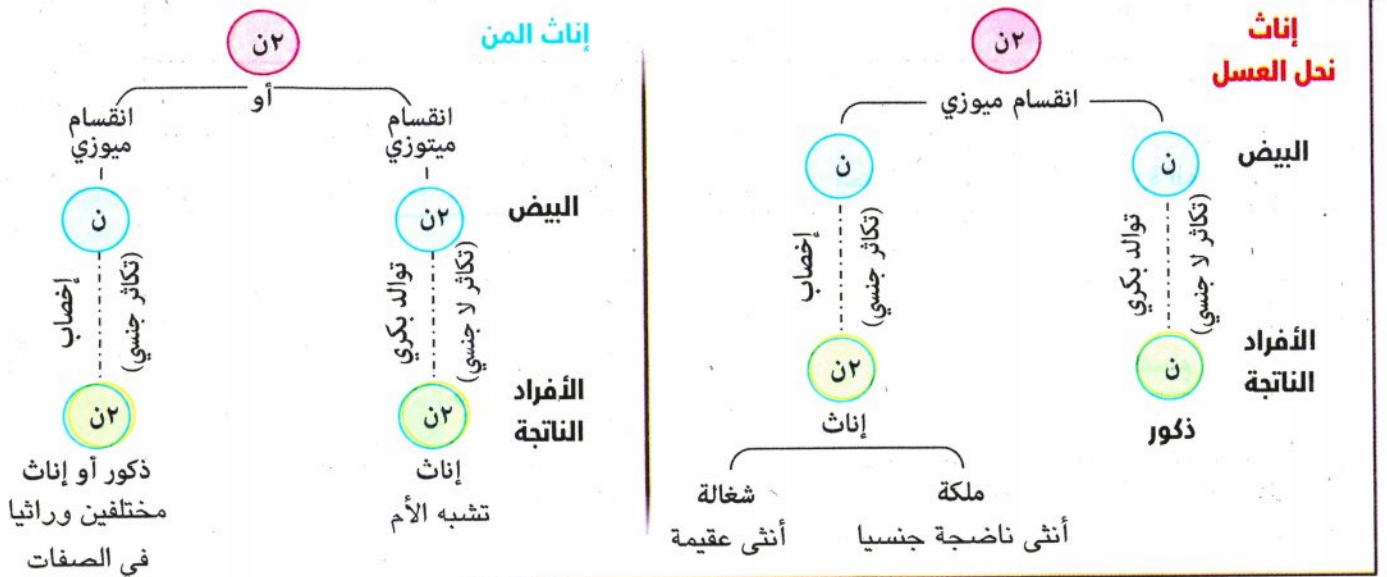 إناث
نحل العسل
٢ن
انقسام ميوزي
البيض
ن
ن
توالد بكري
(تكاثر لا جنسي)
إخصاب
(تكاثر جنسي)
الأفراد
الناتجة
ن
٢ن
ذكور
إناث
ملكة
أنثى ناضجة جنسيا
شغالة
أنثى عقيمة
إناث المن
٢ن
أو
انقسام
ميتوزي
انقسام
ميوزي
البيض
٢ن
ن
توالد بكري
(تكاثر لا جنسي)
إخصاب
(تكاثر جنسي)
الأفراد
الناتجة
٢ن
٢ن
إناث
تشبه الأم
ذكور أو إناث
مختلفين وراثيا
في الصفات